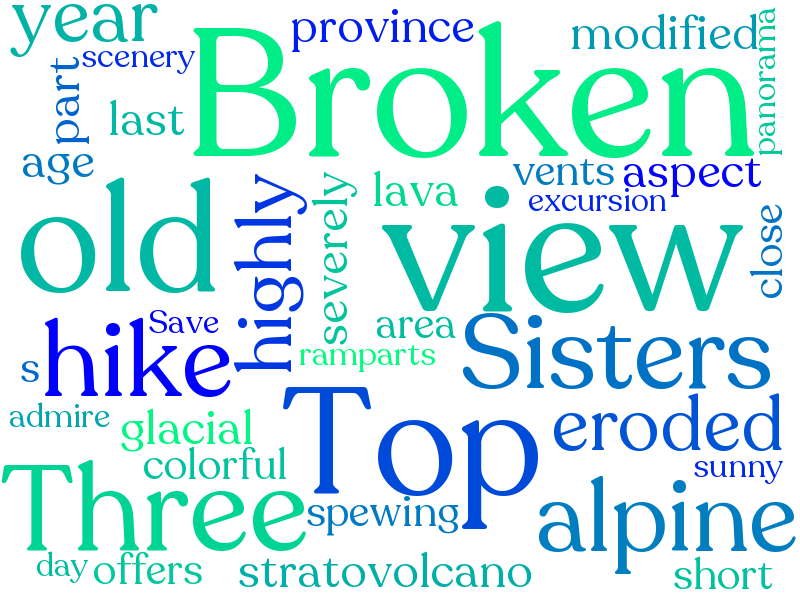 year
scenery
Broken
province
modified
panorama
part
last
age
old
highly
severely
lava
vents
aspect
excursion
view
close
hike
Save
s
area
ramparts
Sisters
admire
glacial
colorful
Top
eroded
sunny
Three
spewing
alpine
day
offers
stratovolcano
short